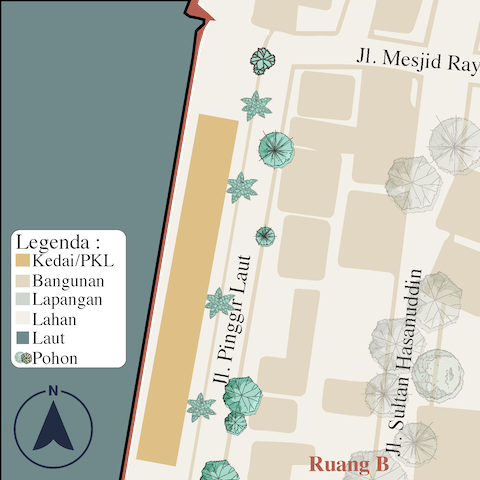 Jl. Mesjid Ray
Legenda :
Kedai/PKL
Bangunan
Lapangan
Lahan
Laut
Pohon
Jl. Pinggir Laut
Jl. Sultan Hasanuddin
N
Ruang B